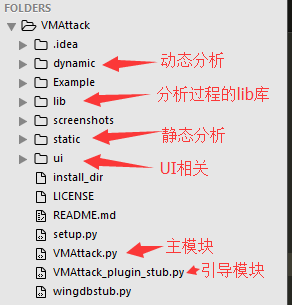 FOLDERS
VMAttack
.idea
dynamic 动态分析
Example
lib 分析过程的lib库
screenshots
static 静态分析
ui UI相关
install_dir
LICENSE
README.md
setup.py
VMAttack.py 主模块
VMAttack_plugin_stub.py 引导模块
wingdbstub.py